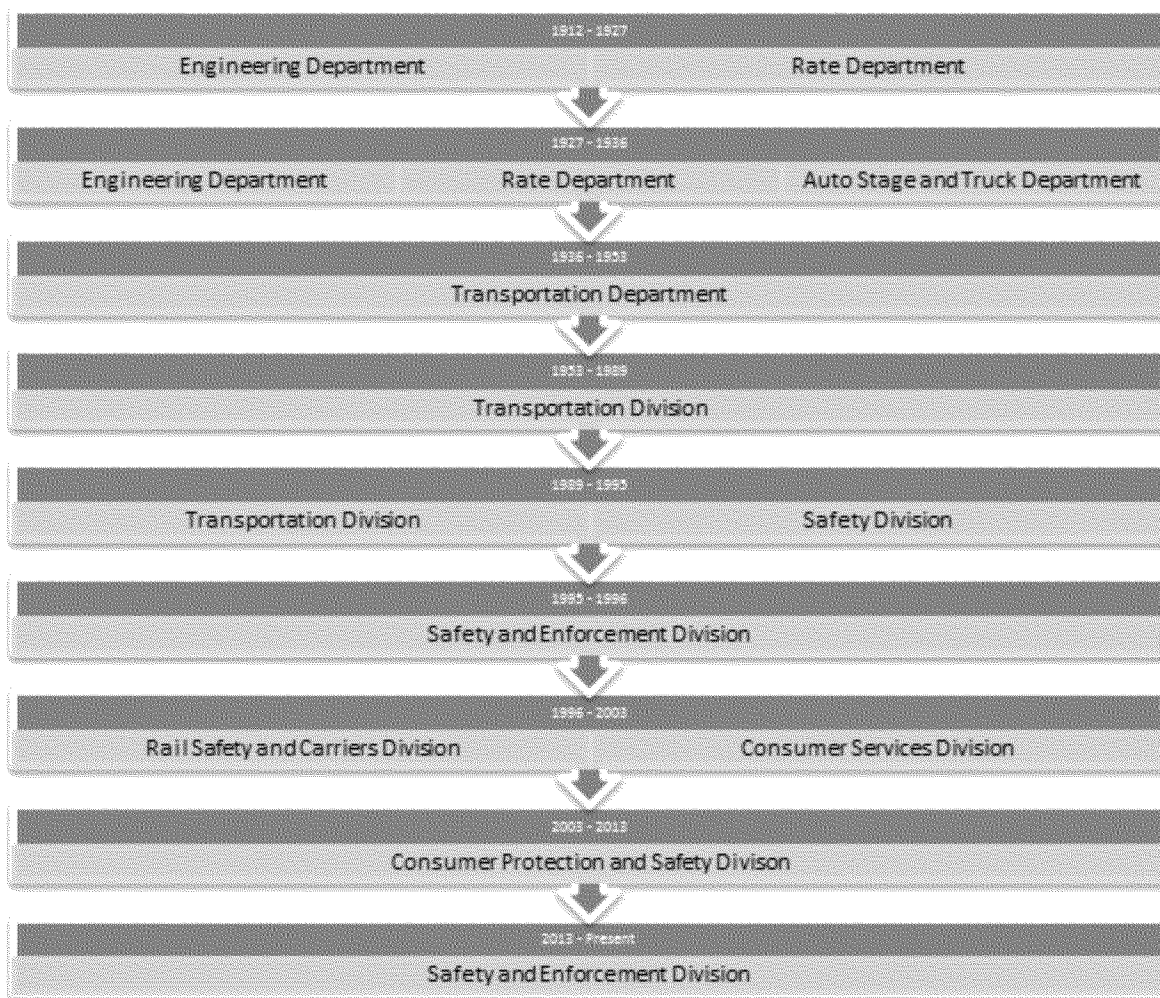 1912 - 1927
Engineering Department Rate Department
1927 - 1936
Engineering Department Rate Department Auto Stage and Truck Department
1936 - 1953
Transportation Department
1953 - 1989
Transportation Division
1989 - 1995
Transportation Division Safety Division
1995 - 1996
Safety and Enforcement Division
1996 - 2003
Rail Safety and Carriers Division Consumer Services Division
2003 - 2013
Consumer Protection and Safety Divison
2013 - Present
Safety and Enforcement Division